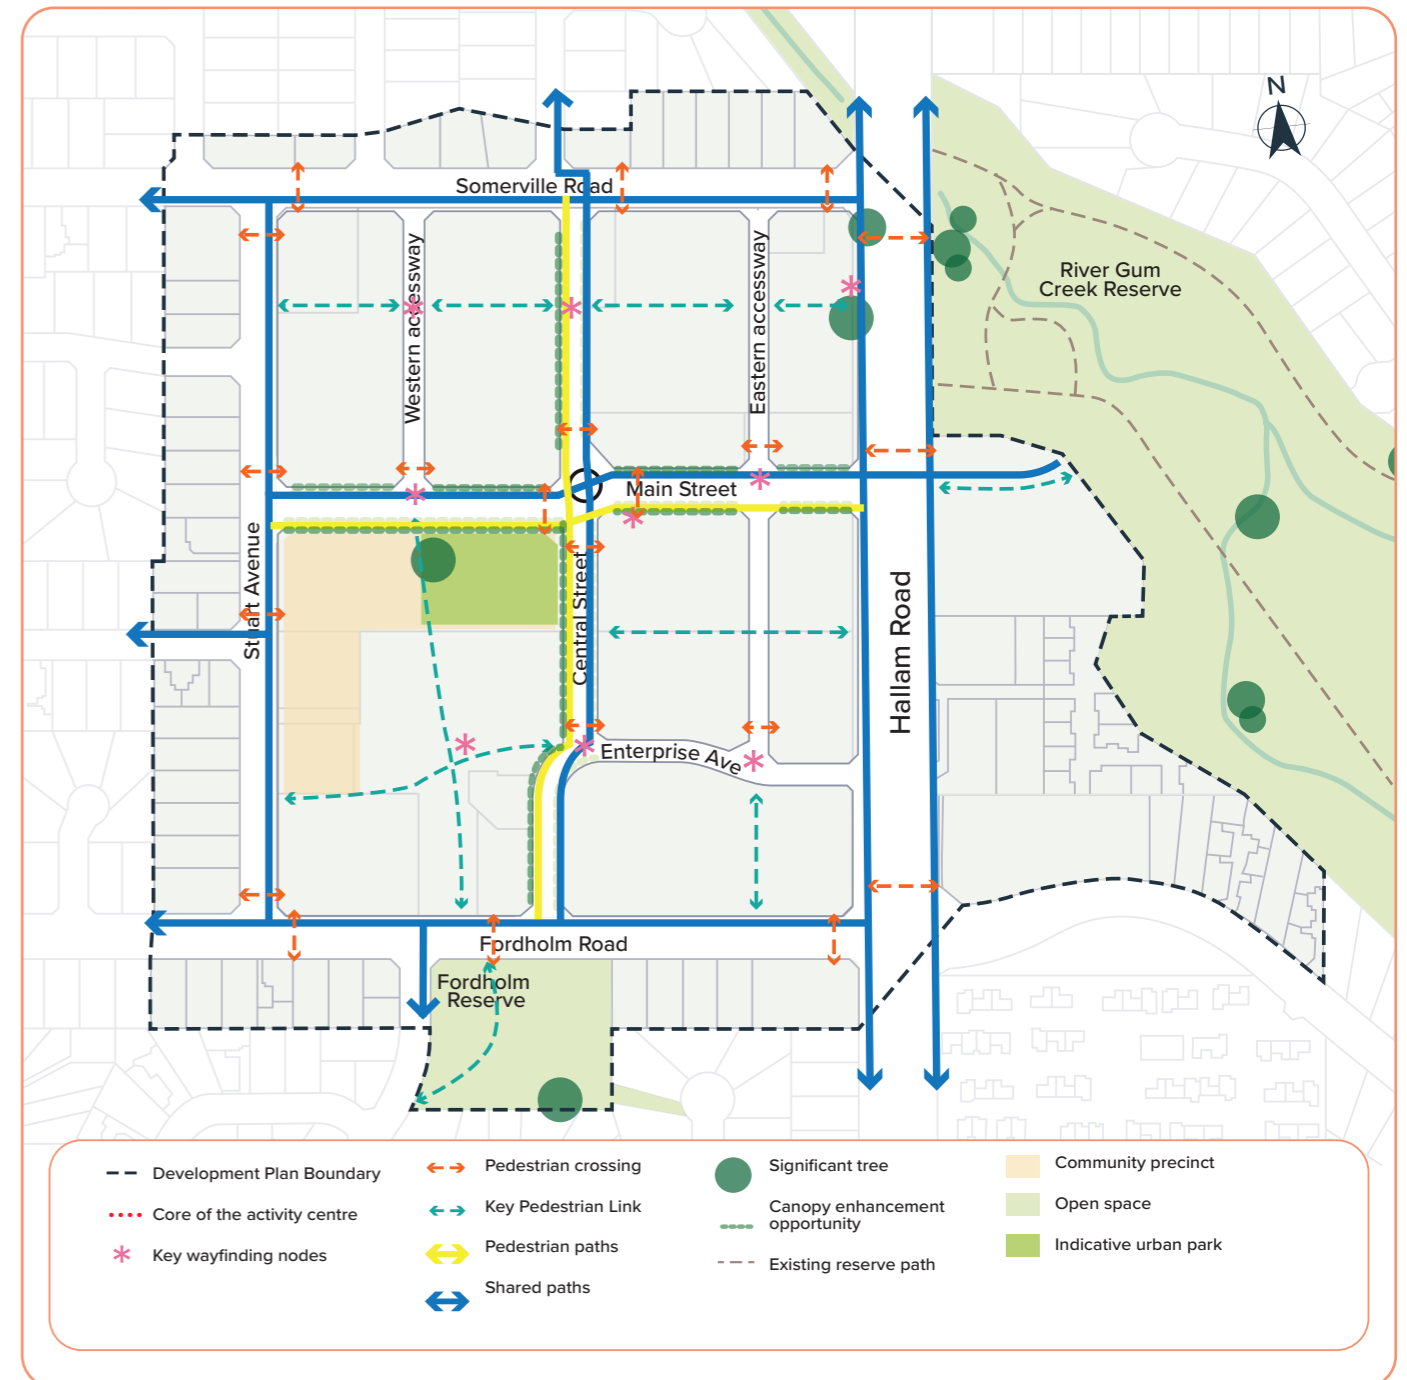 N
Somerville Road
River Gum
Creek Reserve
Western accessway
Eastern accessway
Main Street
Stuart Avenue
Central Street
Hallam Road
Enterprise Ave
Fordholm Road
Fordholm
Reserve
Development Plan Boundary
Core of the activity centre
Key wayfinding nodes
Pedestrian crossing
Key Pedestrian Link
Pedestrian paths
Shared paths
Significant tree
Canopy enhancement
opportunity
Existing reserve path
Community precinct
Open space
Indicative urban park